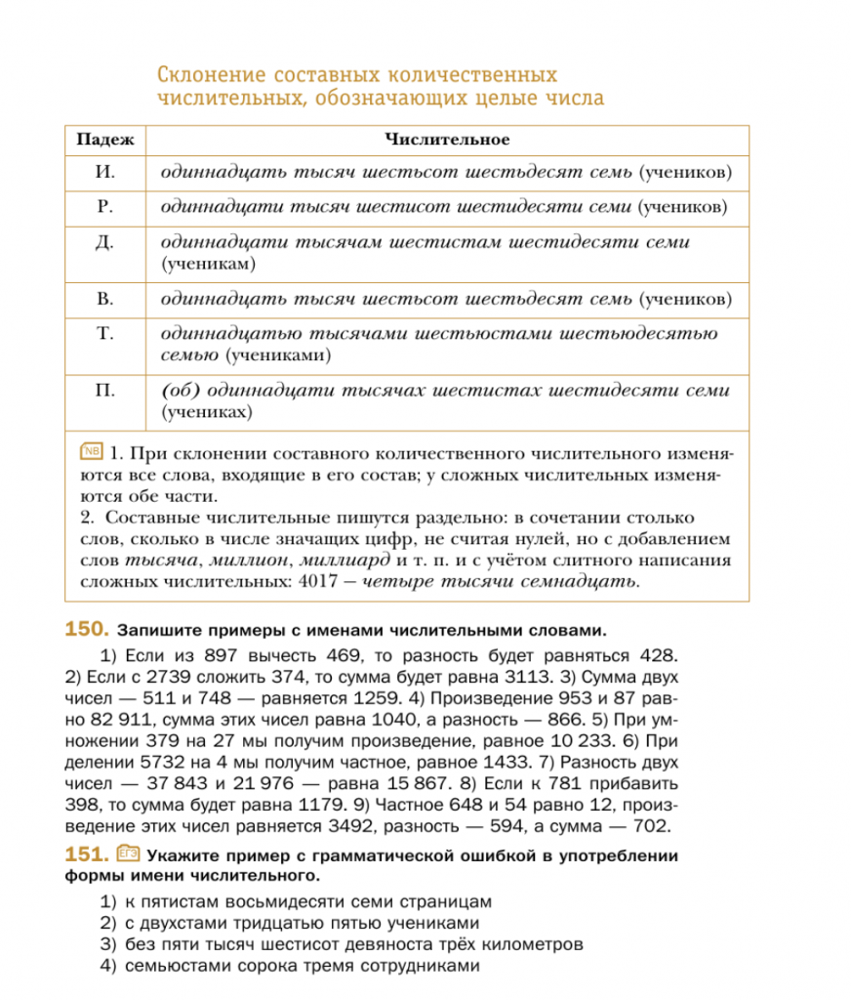 Склонение составных количественных
числительных, обозначающих целые числа
Падеж Числительное
И. одиннадцать тысяч шестьсот шестьдесят семь (учеников)
Р. одиннадцати тысяч шестисот шестидесяти семи (учеников)
Д. одиннадцати тысячам шестистам шестидесяти семи
(ученикам)
В. одиннадцать тысяч шестьсот шестьдесят семь (учеников)
Т. одиннадцатью тысячами шестьюстами шестьюдесятью
семью (учениками)
П. (об) одиннадцати тысячах шестистах шестидесяти семи
(учениках)
NB 1. При склонении составного количественного числительного изменя-
ются все слова, входящие в его состав; у сложных числительных изменя-
ются обе части.
2. Составные числительные пишутся раздельно: в сочетании столько
слов, сколько в числе значащих цифр, не считая нулей, но с добавлением
слов тысяча, миллион, миллиард и т. п. и с учётом слитного написания
сложных числительных: 4017 — четыре тысячи семнадцать.
150. Запишите примеры с именами числительными словами.
1) Если из 897 вычесть 469, то разность будет равняться 428.
2) Если с 2739 сложить 374, то сумма будет равна 3113. 3) Сумма двух
чисел — 511 и 748 — равняется 1259. 4) Произведение 953 и 87 рав-
но 82 911, сумма этих чисел равна 1040, а разность — 866. 5) При ум-
ножении 379 на 27 мы получим произведение, равное 10 233. 6) При
делении 5732 на 4 мы получим частное, равное 1433. 7) Разность двух
чисел — 37 843 и 21 976 — равна 15 867. 8) Если к 781 прибавить
398, то сумма будет равна 1179. 9) Частное 648 и 54 равно 12, произ-
ведение этих чисел равняется 3492, разность — 594, а сумма — 702.
151. ЕГЭ Укажите пример с грамматической ошибкой в употреблении
формы имени числительного.
1) к пятистам восьмидесяти семи страницам
2) с двухстами тридцатью пятью учениками
3) без пяти тысяч шестисот девяноста трёх километров
4) семьюстами сорока тремя сотрудниками